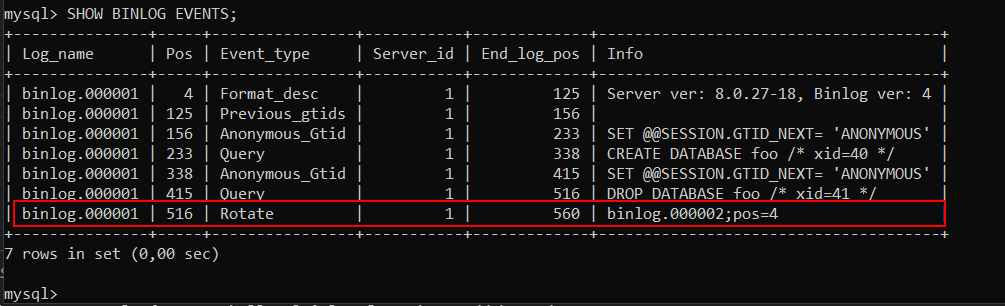 mysql> SHOW BINLOG EVENTS;
+---------------+-----+----------------+-----------+-------------+--------------------------------------+
| Log_name      | Pos | Event_type     | Server_id | End_log_pos | Info                                 |
+---------------+-----+----------------+-----------+-------------+--------------------------------------+
| binlog.000001 |   4 | Format_desc    |         1 |         125 | Server ver: 8.0.27-18, Binlog ver: 4 |
| binlog.000001 | 125 | Previous_gtids |         1 |         156 |                                      |
| binlog.000001 | 156 | Anonymous_Gtid |         1 |         233 | SET @@SESSION.GTID_NEXT= 'ANONYMOUS' |
| binlog.000001 | 233 | Query          |         1 |         338 | CREATE DATABASE foo /* xid=40 */     |
| binlog.000001 | 338 | Anonymous_Gtid |         1 |         415 | SET @@SESSION.GTID_NEXT= 'ANONYMOUS' |
| binlog.000001 | 415 | Query          |         1 |         516 | DROP DATABASE foo /* xid=41 */       |
| binlog.000001 | 516 | Rotate         |         1 |         560 | binlog.000002;pos=4                  |
+---------------+-----+----------------+-----------+-------------+--------------------------------------+
7 rows in set (0,00 sec)
mysql>